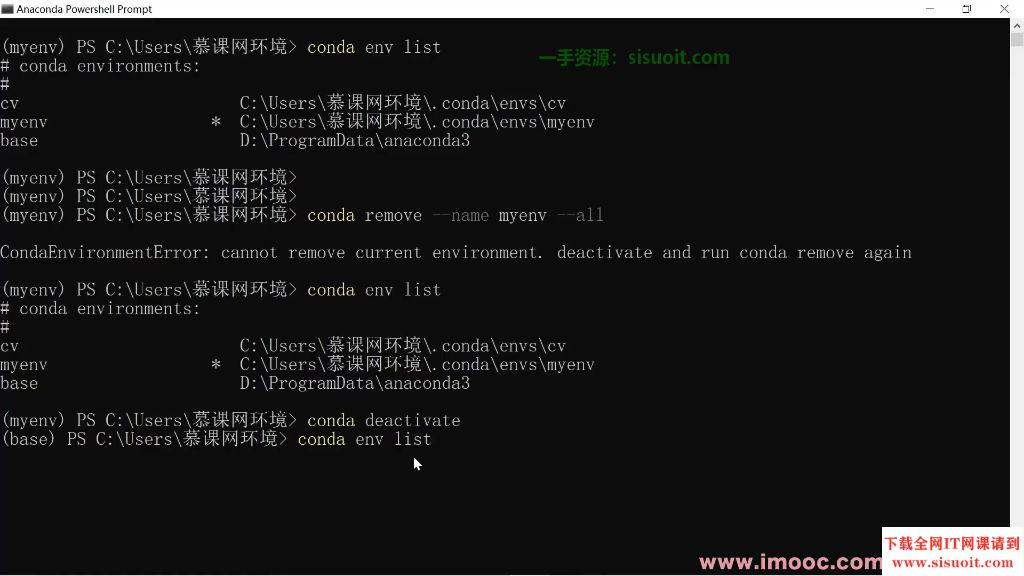 Anaconda Powershell Prompt
(myenv) PS C:\Users\慕课网环境> conda env list
一手资源：sisuoit.com
# conda environments:
#
cv C:\Users\慕课网环境\.conda\envs\cv
myenv * C:\Users\慕课网环境\.conda\envs\myenv
base D:\ProgramData\anaconda3
(myenv) PS C:\Users\慕课网环境>
(myenv) PS C:\Users\慕课网环境>
(myenv) PS C:\Users\慕课网环境> conda remove --name myenv --all
CondaEnvironmentError: cannot remove current environment. deactivate and run conda remove again
(myenv) PS C:\Users\慕课网环境> conda env list
# conda environments:
#
cv C:\Users\慕课网环境\.conda\envs\cv
myenv * C:\Users\慕课网环境\.conda\envs\myenv
base D:\ProgramData\anaconda3
(myenv) PS C:\Users\慕课网环境> conda deactivate
(base) PS C:\Users\慕课网环境> conda env list
下载全网IT网课请到
www.imooc.com
www.sisuoit.com